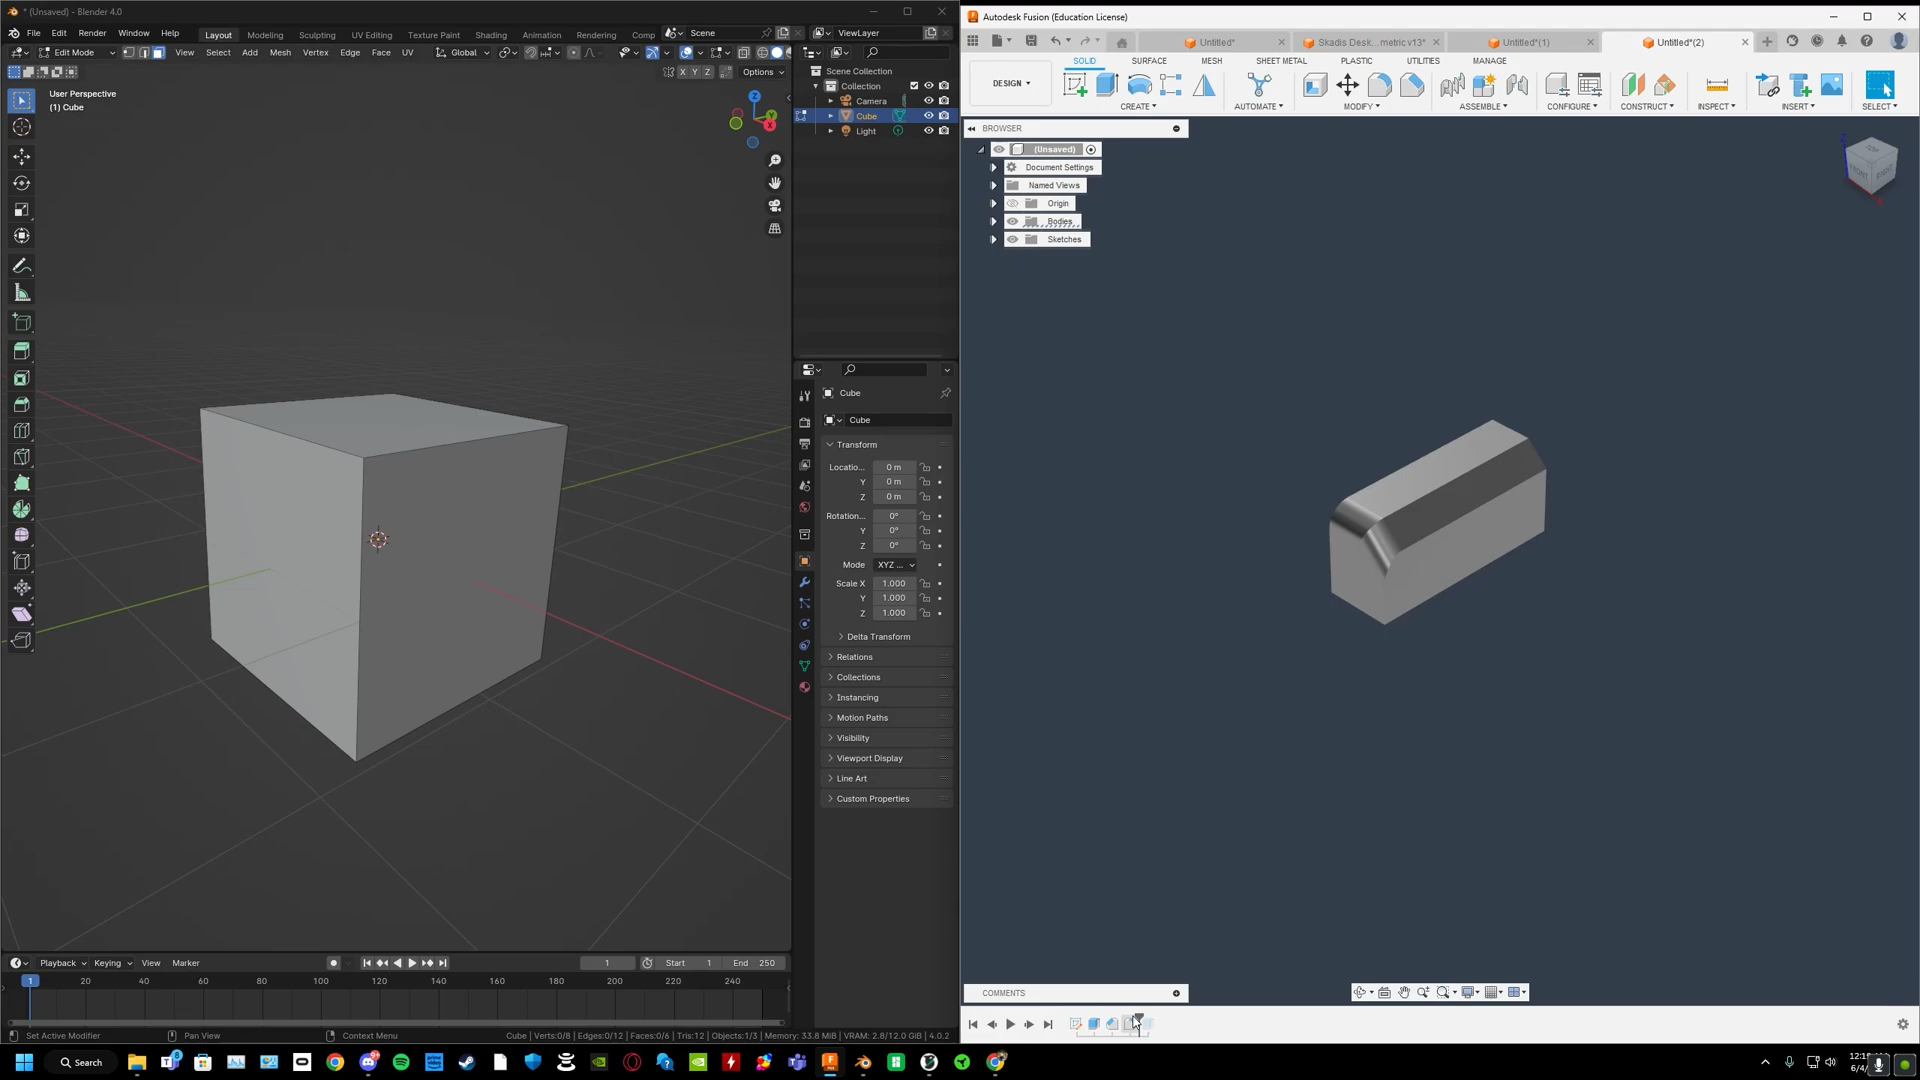 * (Unsaved) - Blender 4.0
File Edit Render Window Help Layout Modeling Sculpting UV Editing Texture Paint Shading Animation Rendering Scene ViewLayer
Edit Mode View Select Add Mesh Vertex Edge Face UV Global
X Y Z Options
User Perspective
(1) Cube
Z
Y
X
Scene Collection
Collection
Camera
Cube
Light
Cube
Cube
Transform
Locatio... 0 m
Y 0 m
Z 0 m
Rotation... 0°
Y 0°
Z 0°
Mode XYZ ...
Scale X 1.000
Y 1.000
Z 1.000
Delta Transform
Relations
Collections
Instancing
Motion Paths
Visibility
Viewport Display
Line Art
Custom Properties
Playback Keying View Marker 1 Start 1 End 250
1 20 40 60 80 100 120 140 160 180 200 220 240
Set Active Modifier Pan View Context Menu Cube | Verts:0/8 | Edges:0/12 | Faces:0/6 | Tris:12 | Objects:1/3 | Memory: 33.8 MiB | VRAM: 2.8/12.0 GiB | 4.0.2
Autodesk Fusion (Education License)
Untitled* Skadis Desk...metric v13* Untitled*(1) Untitled*(2)
SOLID SURFACE MESH SHEET METAL PLASTIC UTILITIES MANAGE
DESIGN
CREATE AUTOMATE MODIFY ASSEMBLE CONFIGURE CONSTRUCT INSPECT INSERT SELECT
BROWSER
(Unsaved)
Document Settings
Named Views
Origin
Bodies
Sketches
TOP
FRONT
RIGHT
COMMENTS
Search